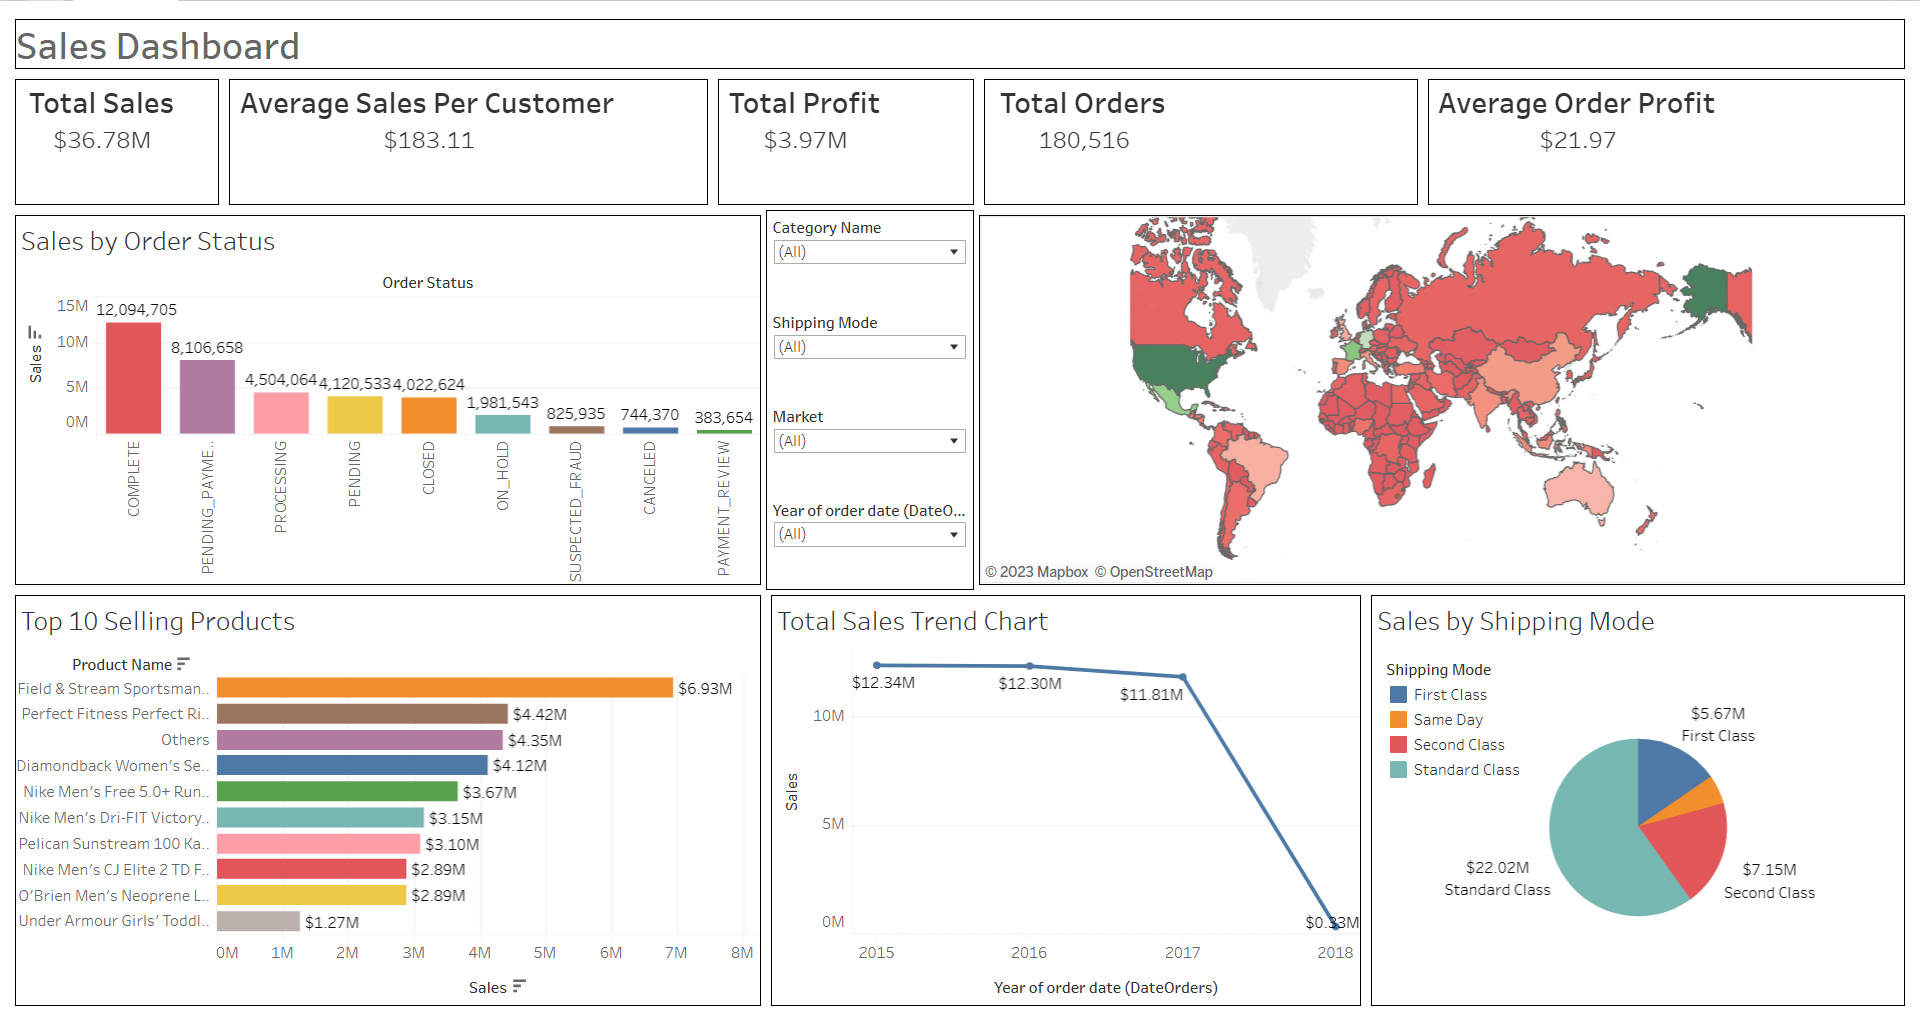 Sales Dashboard
Total Sales
$36.78M
Average Sales Per Customer
$183.11
Total Profit
$3.97M
Total Orders
180,516
Average Order Profit
$21.97
Sales by Order Status
Order Status
Sales
15M
10M
5M
0M
12,094,705
8,106,658
4,504,064
4,120,533
4,022,624
1,981,543
825,935
744,370
383,654
COMPLETE
PENDING_PAYME..
PROCESSING
PENDING
CLOSED
ON_HOLD
SUSPECTED_FRAUD
CANCELED
PAYMENT_REVIEW
Category Name
(All)
Shipping Mode
(All)
Market
(All)
Year of order date (DateO...
(All)
© 2023 Mapbox © OpenStreetMap
Top 10 Selling Products
Product Name
Field & Stream Sportsman.. $6.93M
Perfect Fitness Perfect Ri.. $4.42M
Others $4.35M
Diamondback Women's Se.. $4.12M
Nike Men's Free 5.0+ Run.. $3.67M
Nike Men's Dri-FIT Victory.. $3.15M
Pelican Sunstream 100 Ka.. $3.10M
Nike Men's CJ Elite 2 TD F.. $2.89M
O'Brien Men's Neoprene L.. $2.89M
Under Armour Girls' Toddl.. $1.27M
0M 1M 2M 3M 4M 5M 6M 7M 8M
Sales
Total Sales Trend Chart
$12.34M
$12.30M
$11.81M
$0.33M
10M
5M
0M
Sales
2015 2016 2017 2018
Year of order date (DateOrders)
Sales by Shipping Mode
Shipping Mode
First Class
Same Day
Second Class
Standard Class
$5.67M
First Class
$7.15M
Second Class
$22.02M
Standard Class